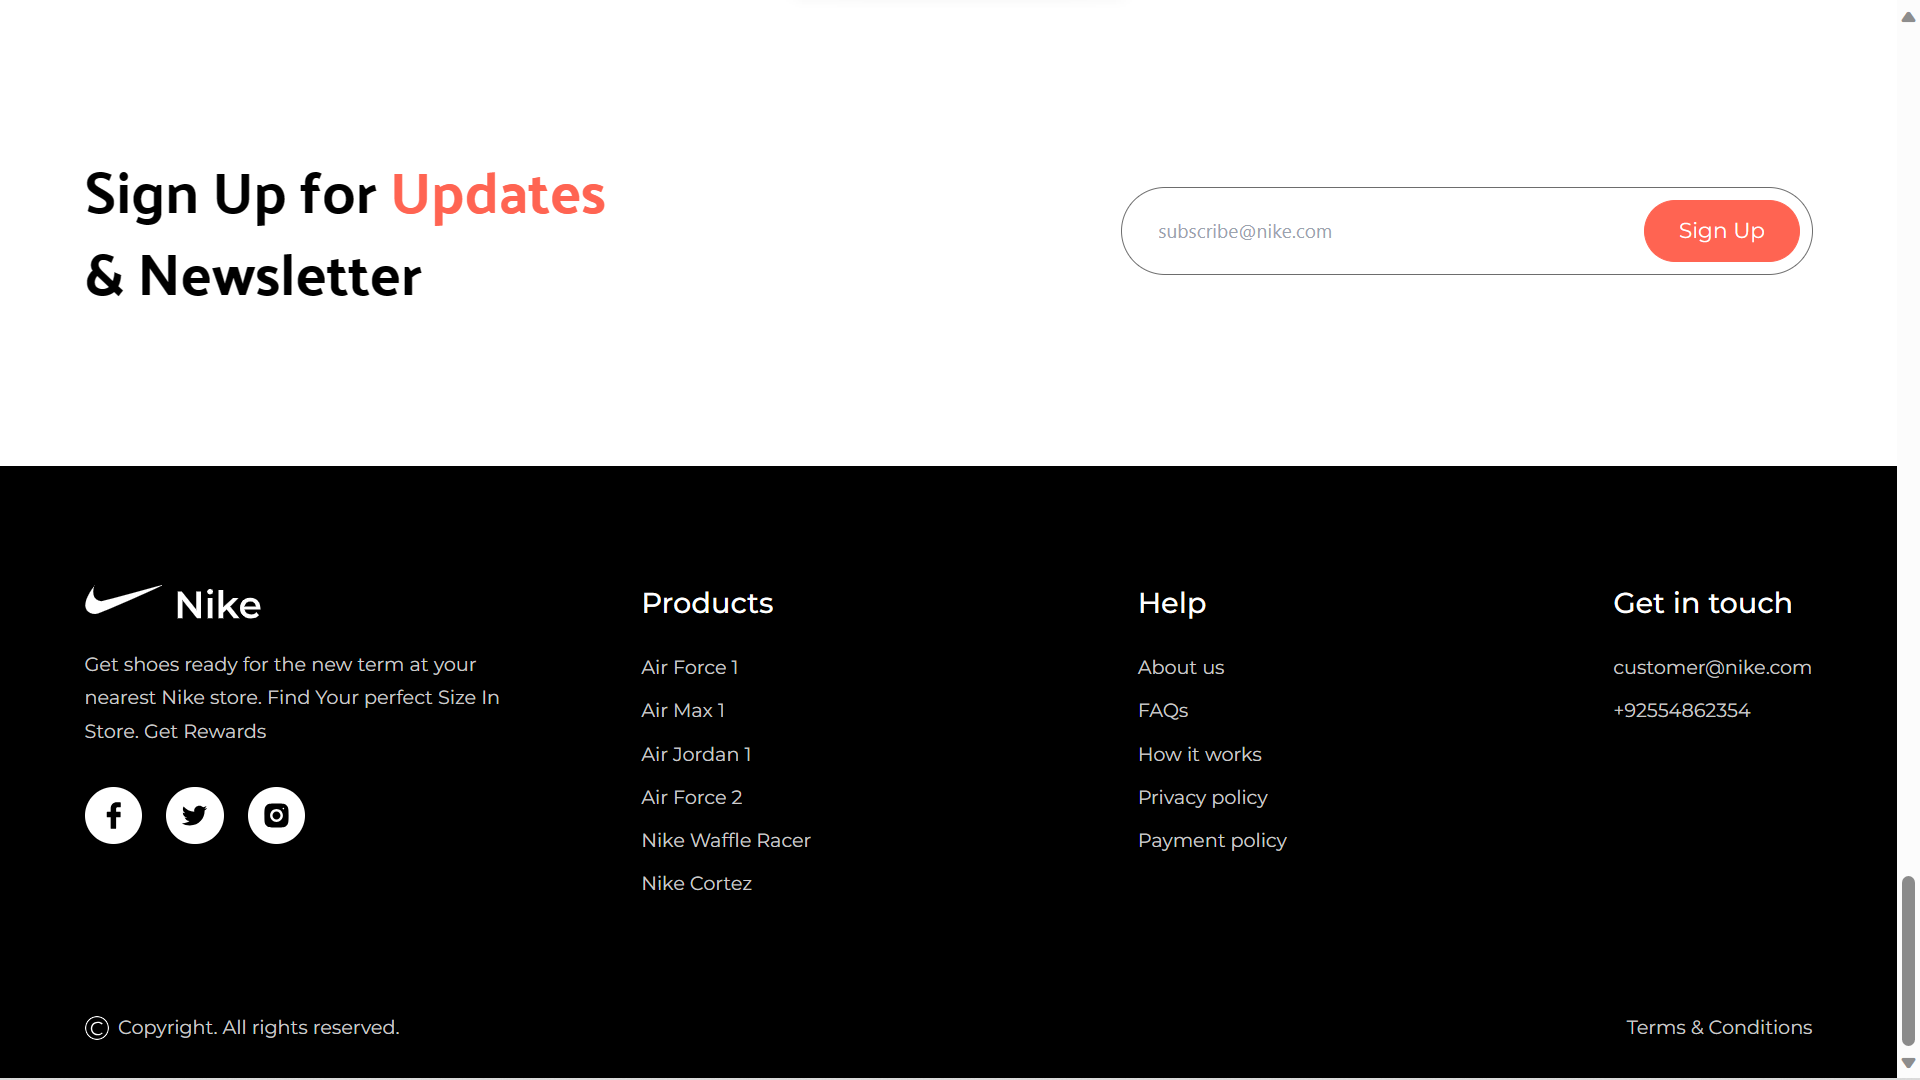 Sign Up for Updates
& Newsletter
subscribe@nike.com
Sign Up
Nike
Get shoes ready for the new term at your
nearest Nike store. Find Your perfect Size In
Store. Get Rewards
Products
Air Force 1
Air Max 1
Air Jordan 1
Air Force 2
Nike Waffle Racer
Nike Cortez
Help
About us
FAQs
How it works
Privacy policy
Payment policy
Get in touch
customer@nike.com
+92554862354
© Copyright. All rights reserved.
Terms & Conditions